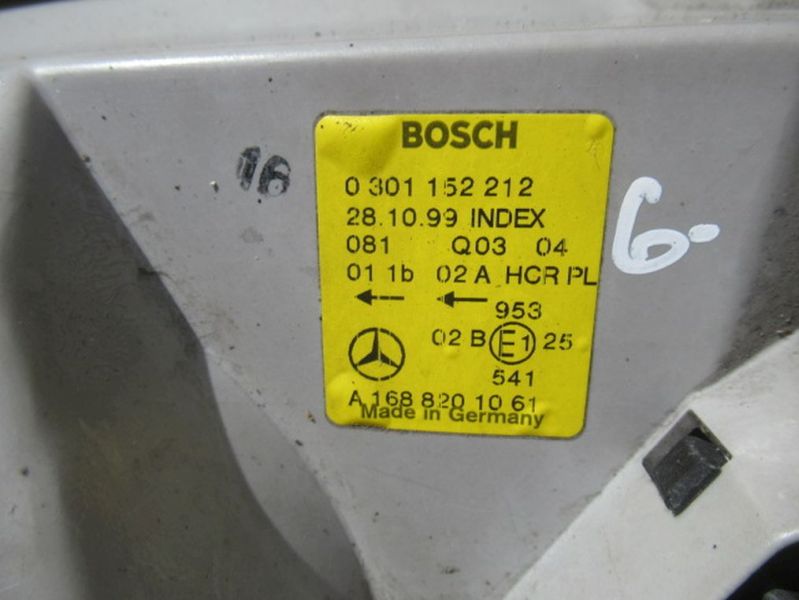 BOSCH
16
0 301 152 212
28.10.99 INDEX
081 Q03 04
01 1b 02 A HCR PL
6-
953
02 B E1 25
541
A 168 820 10 61
Made in Germany